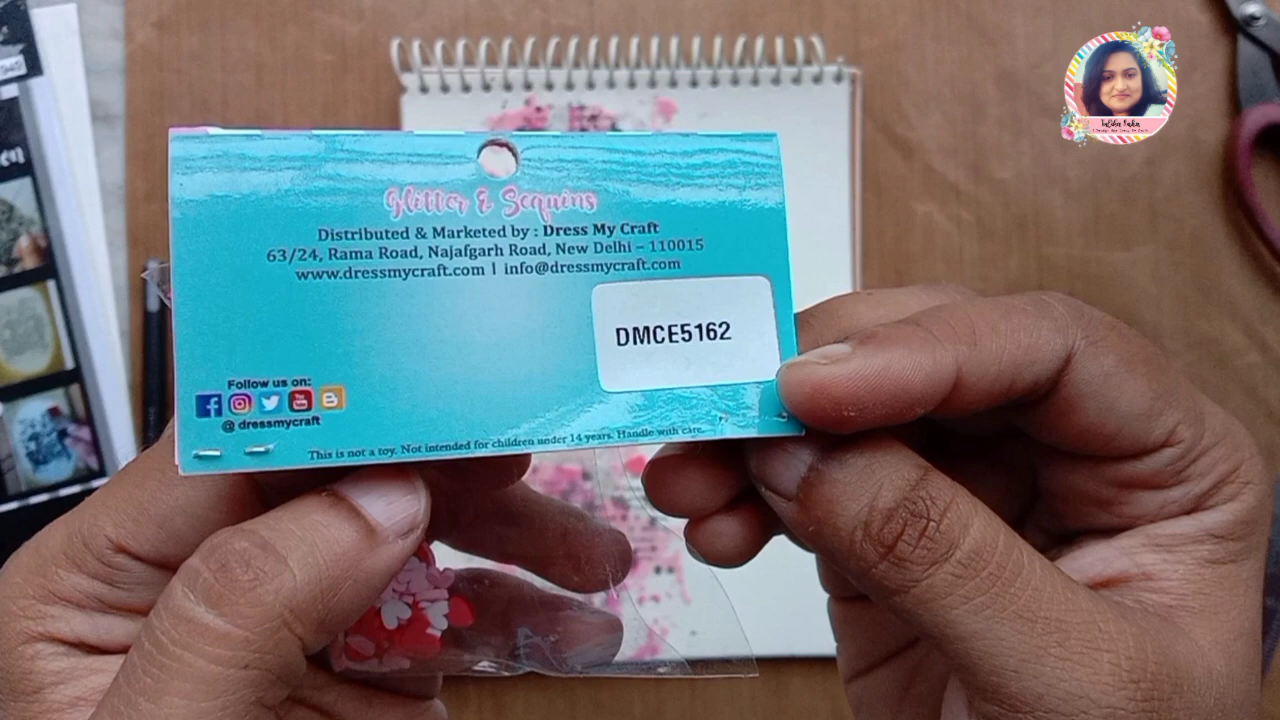 Glitter & Sequins
Distributed & Marketed by : Dress My Craft
63/24, Rama Road, Najafgarh Road, New Delhi – 110015
www.dressmycraft.com | info@dressmycraft.com
DMCE5162
Follow us on:
@ dressmycraft
This is not a toy. Not intended for children under 14 years. Handle with care.